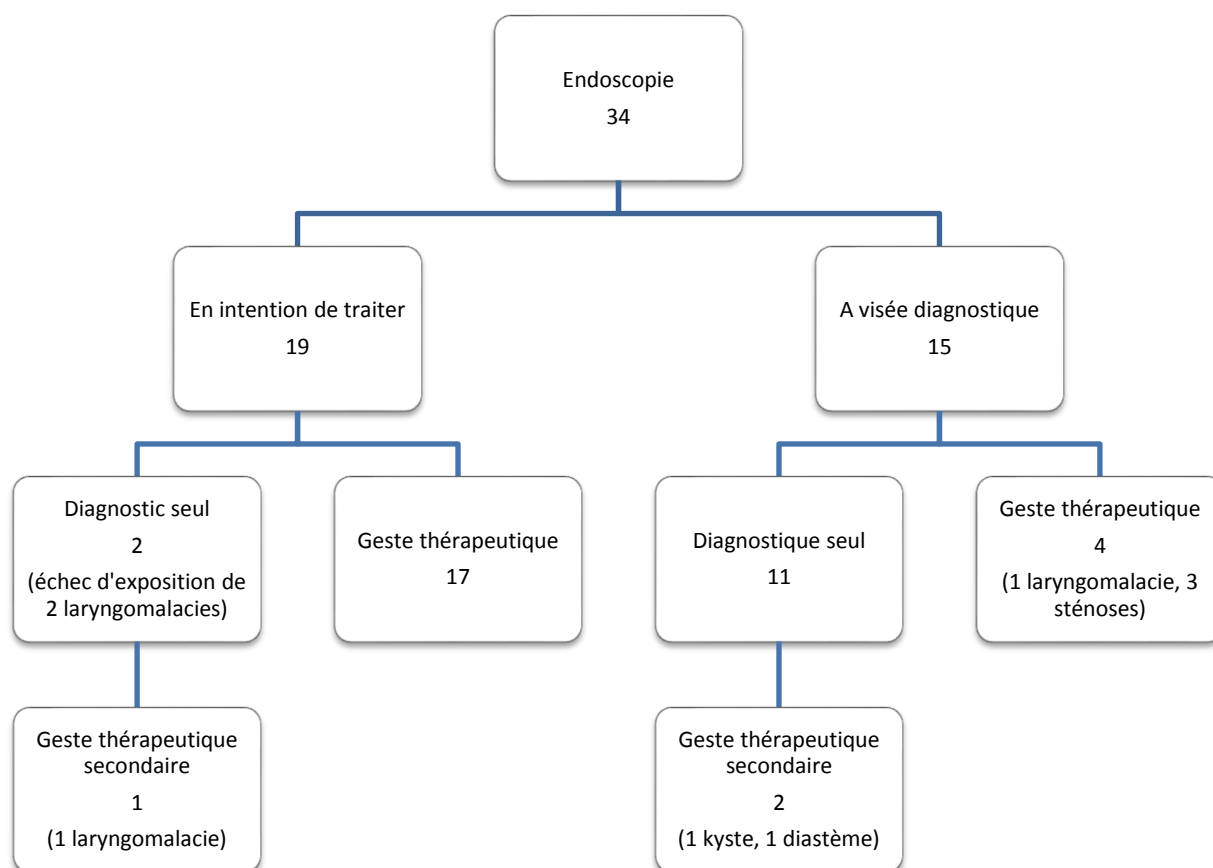 Endoscopie
34
En intention de traiter
19
A visée diagnostique
15
Diagnostic seul
2
(échec d'exposition de
2 laryngomalacies)
Geste thérapeutique
17
Diagnostique seul
11
Geste thérapeutique
4
(1 laryngomalacie, 3
sténoses)
Geste thérapeutique
secondaire
1
(1 laryngomalacie)
Geste thérapeutique
secondaire
2
(1 kyste, 1 diastème)